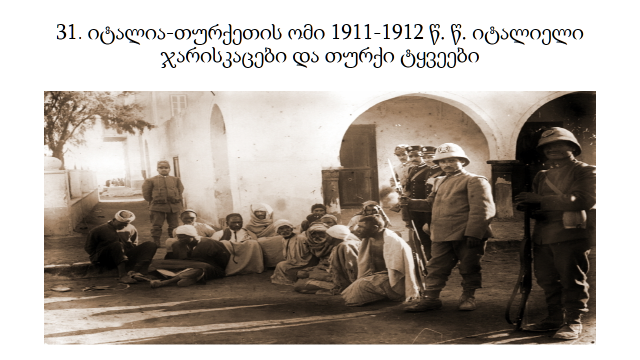 31. იტალია-თურქეთის ომი 1911-1912 წ. წ. იტალიელი
ჯარისკაცები და თურქი ტყვეები